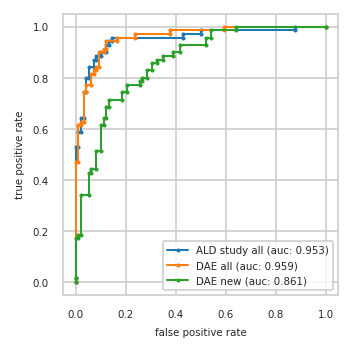 1.0
0.8
0.6
0.4
0.2
0.0
true positive rate
ALD study all (auc: 0.953)
DAE all (auc: 0.959)
DAE new (auc: 0.861)
0.0 0.2 0.4 0.6 0.8 1.0
false positive rate